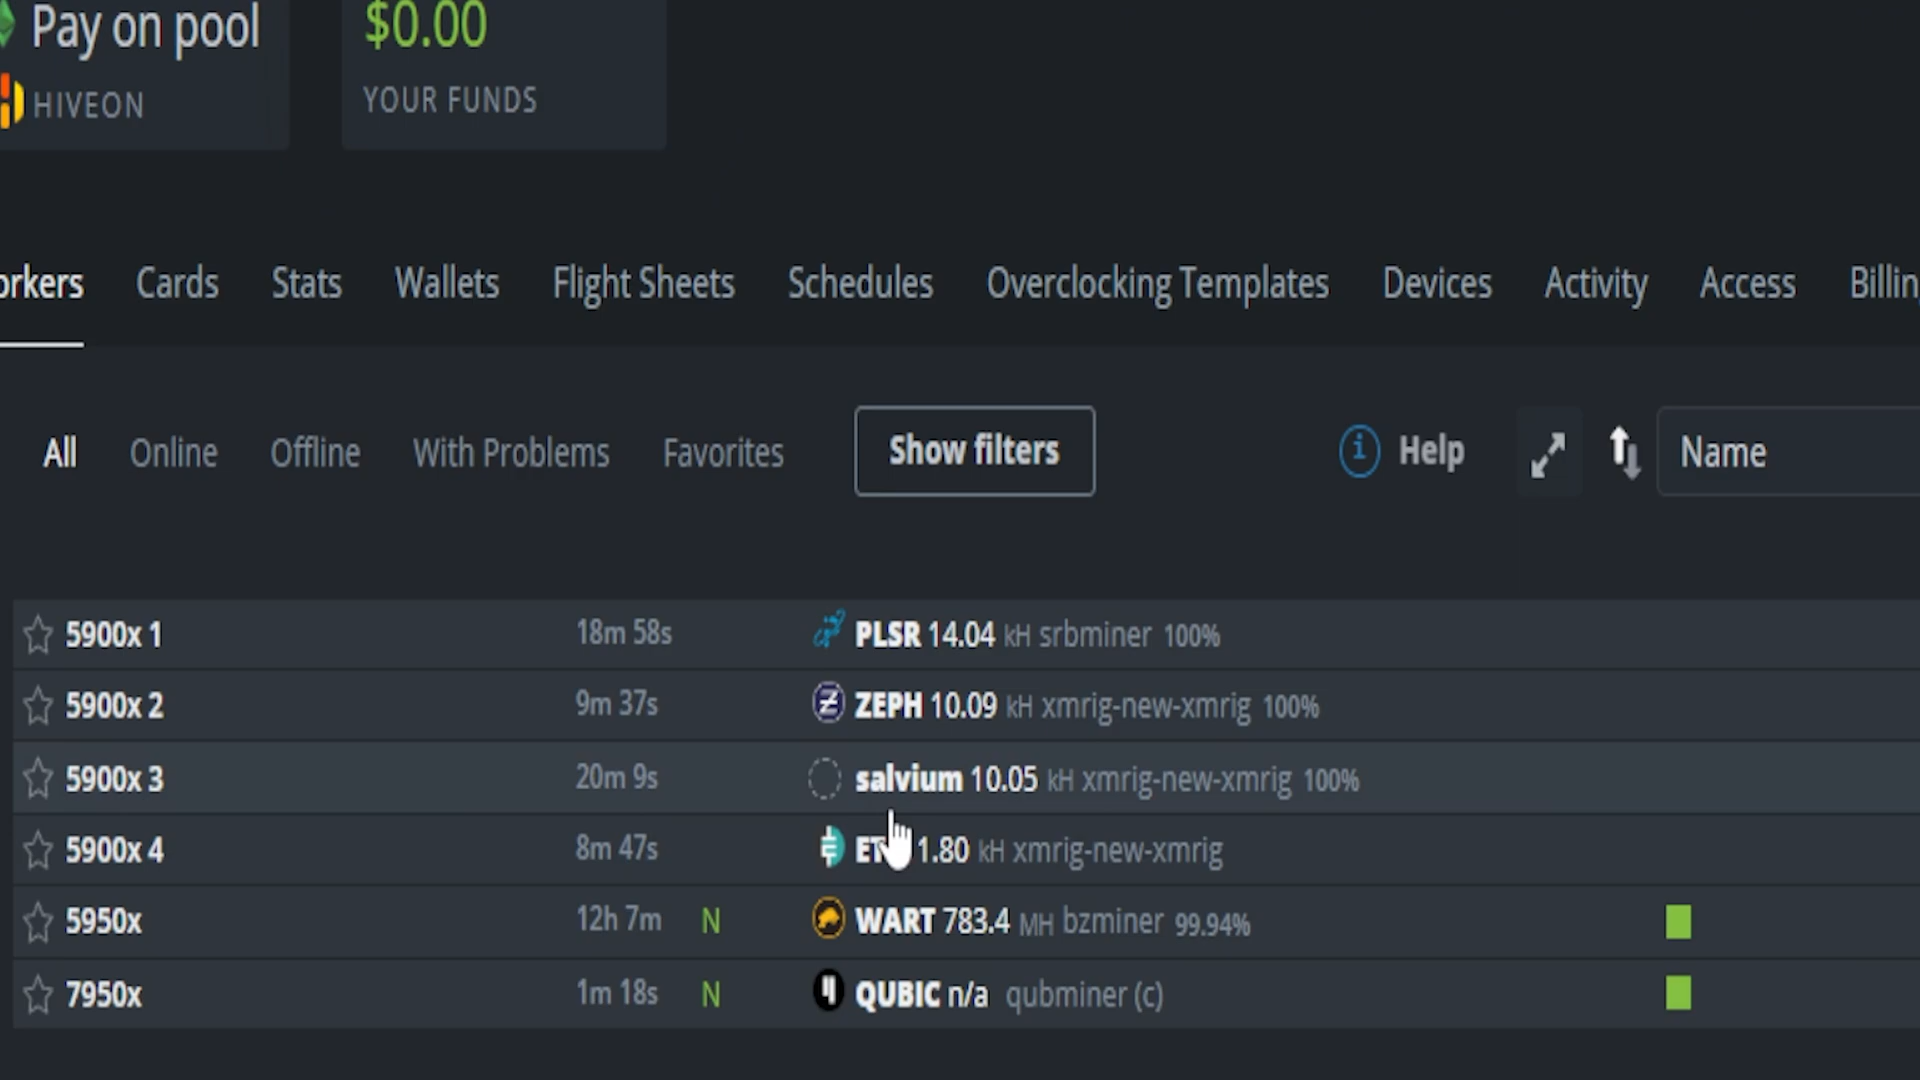 Pay on pool
HIVEON
$0.00
YOUR FUNDS
orkers Cards Stats Wallets Flight Sheets Schedules Overclocking Templates Devices Activity Access Billin
All Online Offline With Problems Favorites Show filters Help Name
5900x 1 18m 58s PLSR 14.04 kH srbminer 100%
5900x 2 9m 37s ZEPH 10.09 kH xmrig-new-xmrig 100%
5900x 3 20m 9s salvium 10.05 kH xmrig-new-xmrig 100%
5900x 4 8m 47s 1.80 kH xmrig-new-xmrig
5950x 12h 7m N WART 783.4 MH bzminer 99.94%
7950x 1m 18s N QUBIC n/a qubminer (c)